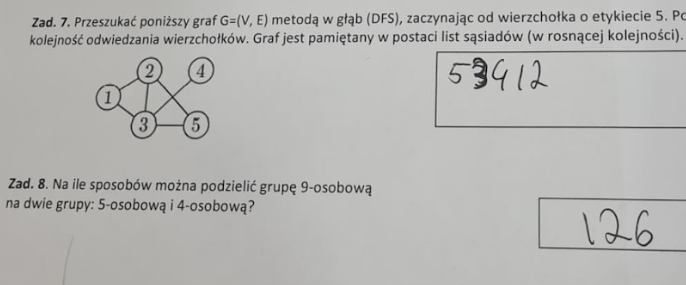 Zad. 7. Przeszukać poniższy graf G=(V, E) metodą w głąb (DFS), zaczynając od wierzchołka o etykiecie 5.
kolejność odwiedzania wierzchołków. Graf jest pamiętany w postaci list sąsiadów (w rosnącej kolejności).
2 4
1
3 5
53412
Zad. 8. Na ile sposobów można podzielić grupę 9-osobową
na dwie grupy: 5-osobową i 4-osobową?
126